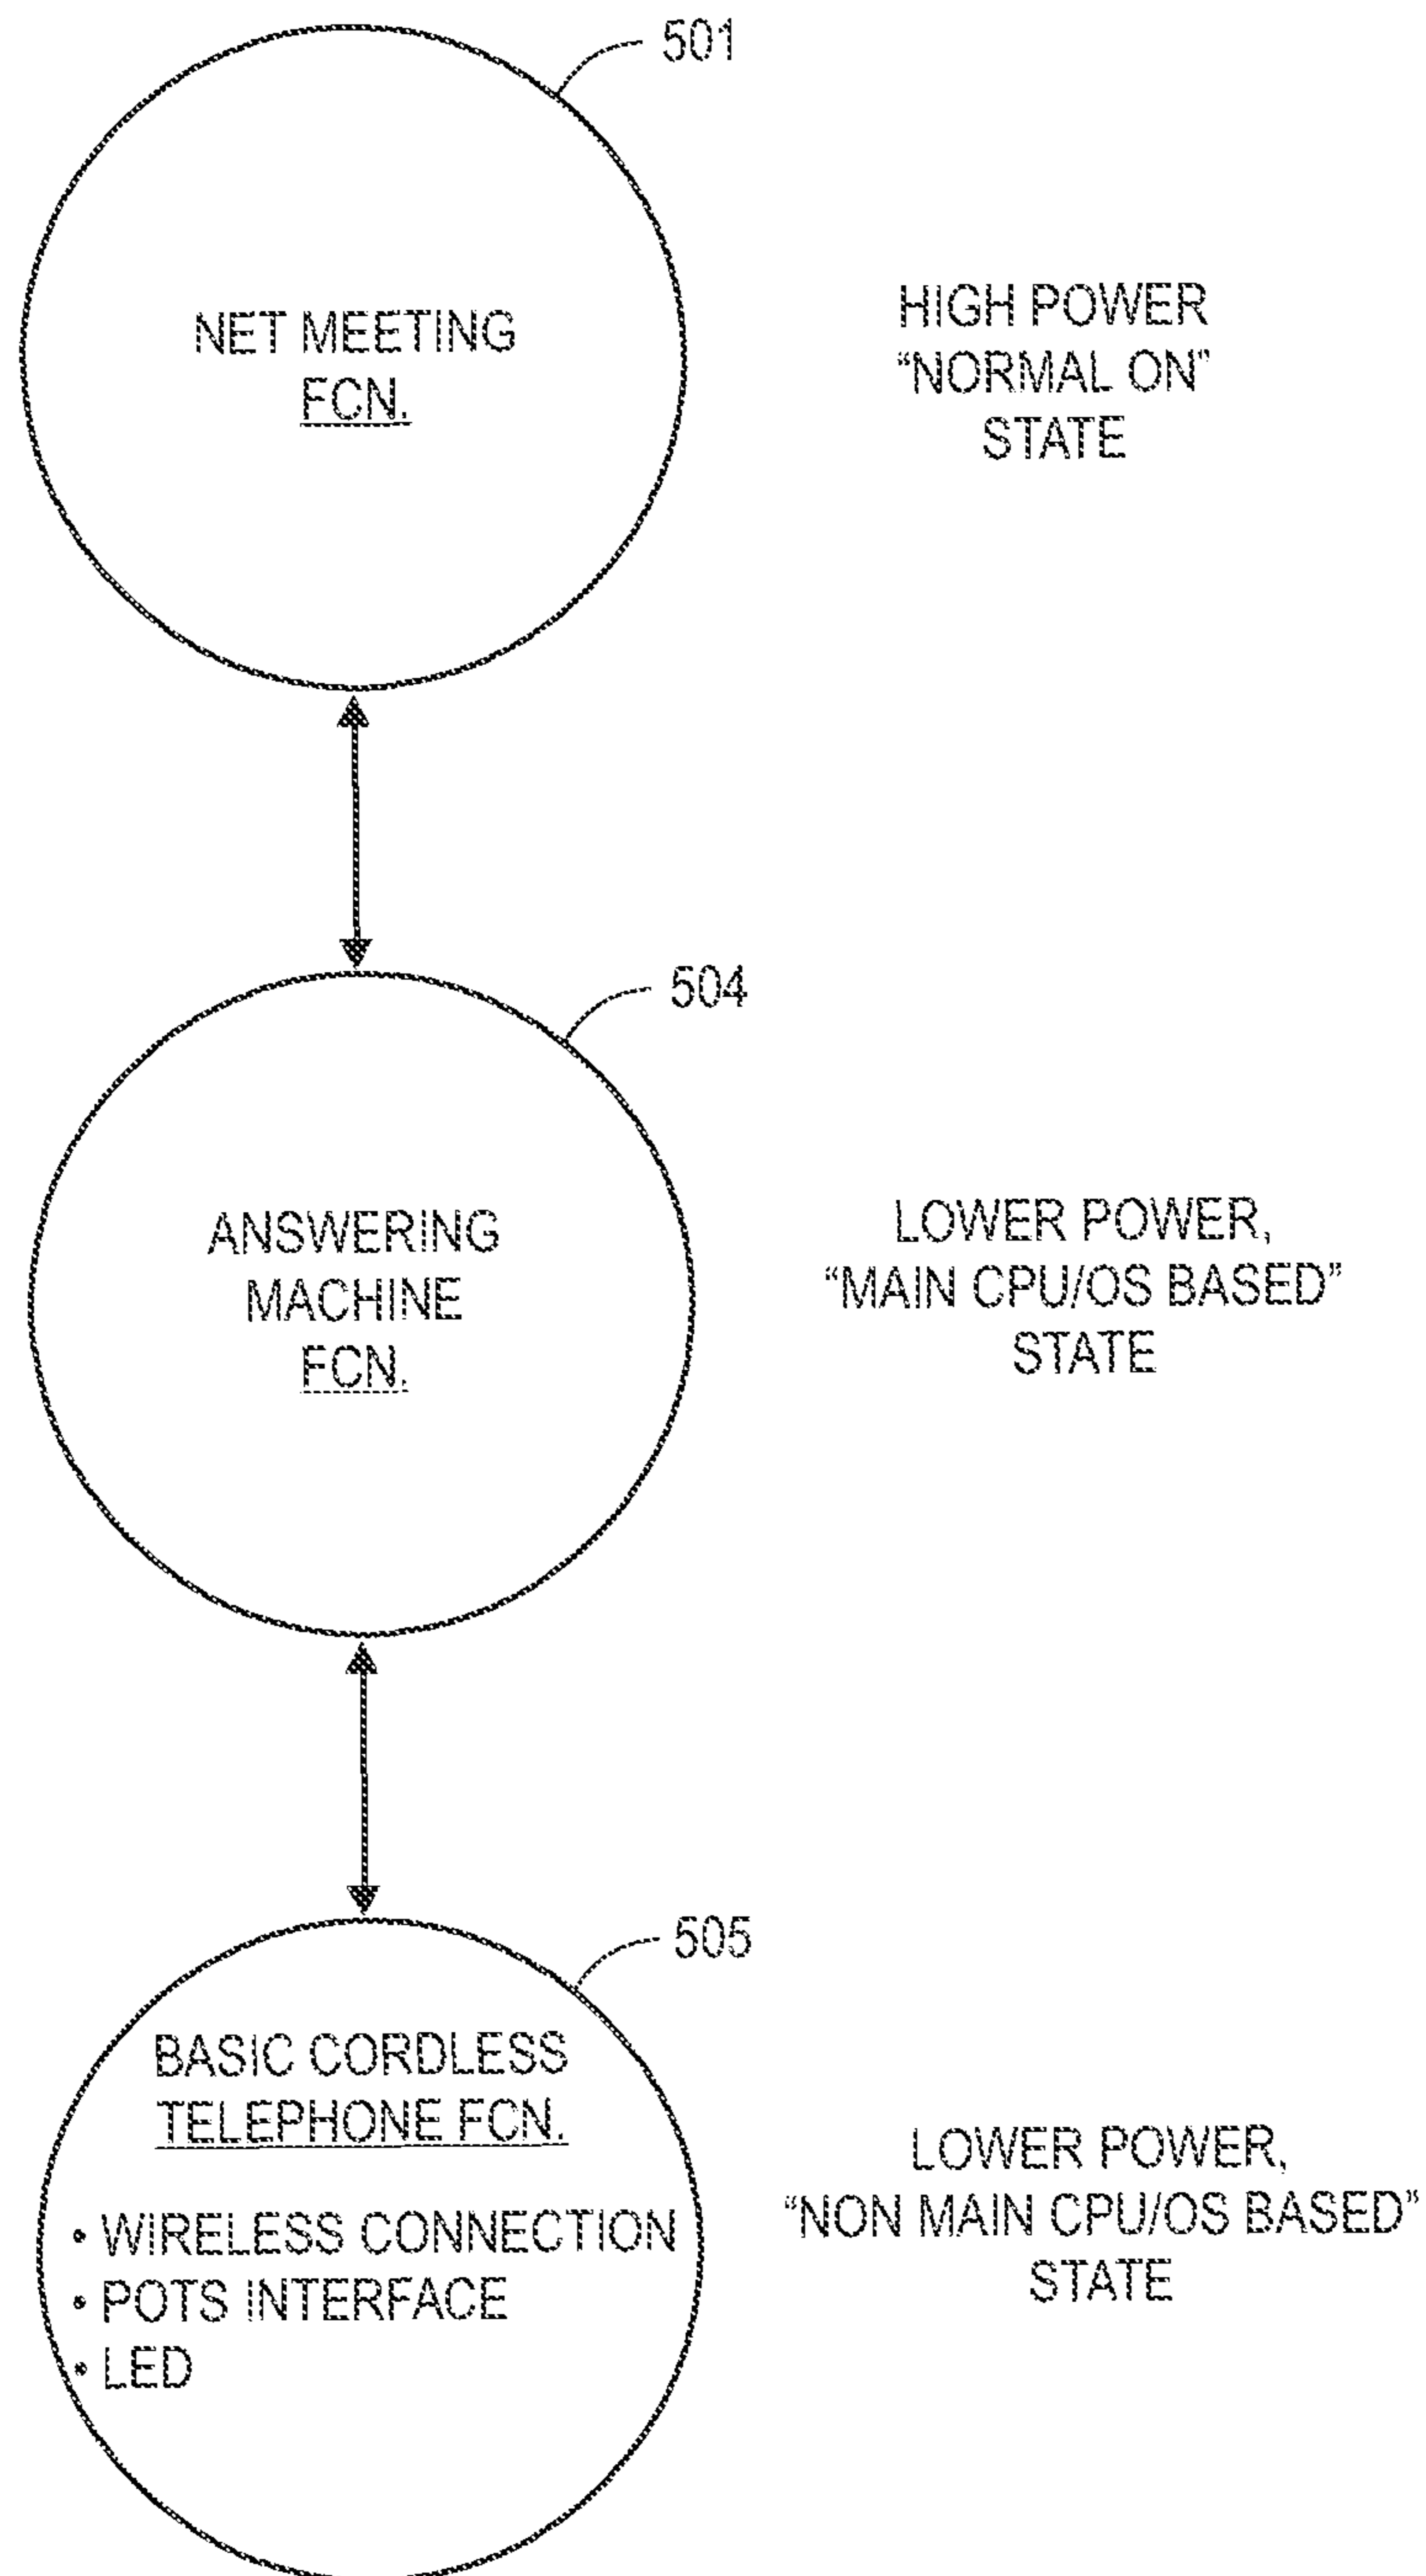 501
NET MEETING
FCN.
HIGH POWER
“NORMAL ON”
STATE
504
ANSWERING
MACHINE
FCN.
LOWER POWER,
“MAIN CPU/OS BASED”
STATE
505
BASIC CORDLESS
TELEPHONE FCN.
• WIRELESS CONNECTION
• POTS INTERFACE
• LED
LOWER POWER,
“NON MAIN CPU/OS BASED”
STATE